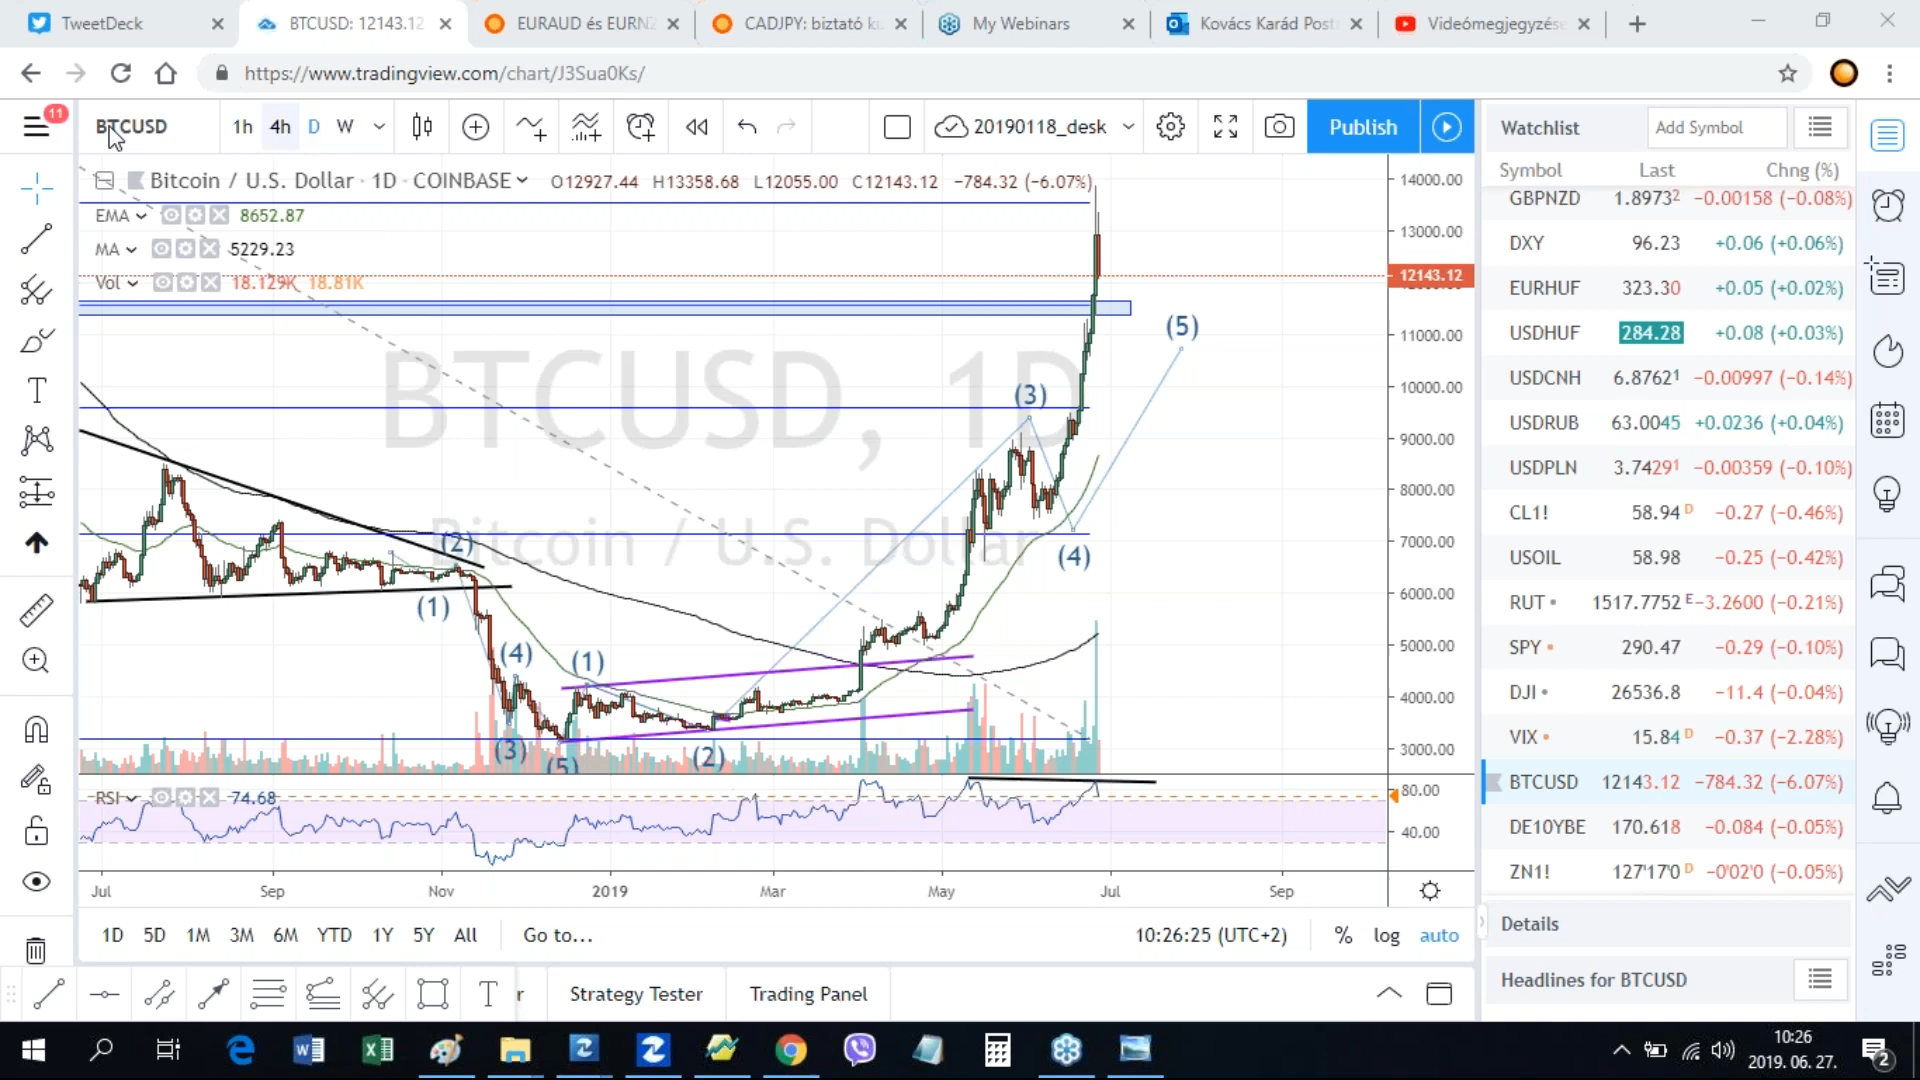 TweetDeck
BTCUSD: 12143.12
EURAUD és EURNZ
CADJPY: biztató ku
My Webinars
Kovács Karád Post
Videómegjegyzése
https://www.tradingview.com/chart/J3Sua0Ks/
11
BTCUSD
1h 4h D W
20190118_desk
Publish
Watchlist
Add Symbol
Symbol Last Chng (%)
Bitcoin / U.S. Dollar · 1D · COINBASE O12927.44 H13358.68 L12055.00 C12143.12 −784.32 (−6.07%)
EMA 8652.87
MA 5229.23
Vol 18.129K 18.81K
BTCUSD, 1D
Bitcoin / U.S. Dollar
14000.00
13000.00
12143.12
11000.00
10000.00
9000.00
8000.00
7000.00
6000.00
5000.00
4000.00
3000.00
(5)
(3)
(2)
(4)
(1)
(4)
(1)
(3)
(5)
(2)
RSI 74.68
80.00
40.00
Jul Sep Nov 2019 Mar May Jul Sep
1D 5D 1M 3M 6M YTD 1Y 5Y All Go to...
10:26:25 (UTC+2) % log auto
T
r
Strategy Tester
Trading Panel
GBPNZD 1.8973² −0.00158 (−0.08%)
DXY 96.23 +0.06 (+0.06%)
EURHUF 323.30 +0.05 (+0.02%)
USDHUF 284.28 +0.08 (+0.03%)
USDCNH 6.8762¹ −0.00997 (−0.14%)
USDRUB 63.0045 +0.0236 (+0.04%)
USDPLN 3.7429¹ −0.00359 (−0.10%)
CL1! 58.94 D −0.27 (−0.46%)
USOIL 58.98 −0.25 (−0.42%)
RUT 1517.7752 E −3.2600 (−0.21%)
SPY 290.47 −0.29 (−0.10%)
DJI 26536.8 −11.4 (−0.04%)
VIX 15.84 D −0.37 (−2.28%)
BTCUSD 12143.12 −784.32 (−6.07%)
DE10YBE 170.618 −0.084 (−0.05%)
ZN1! 127'17'0 D −0'02'0 (−0.05%)
Details
Headlines for BTCUSD
10:26
2019. 06. 27.
2